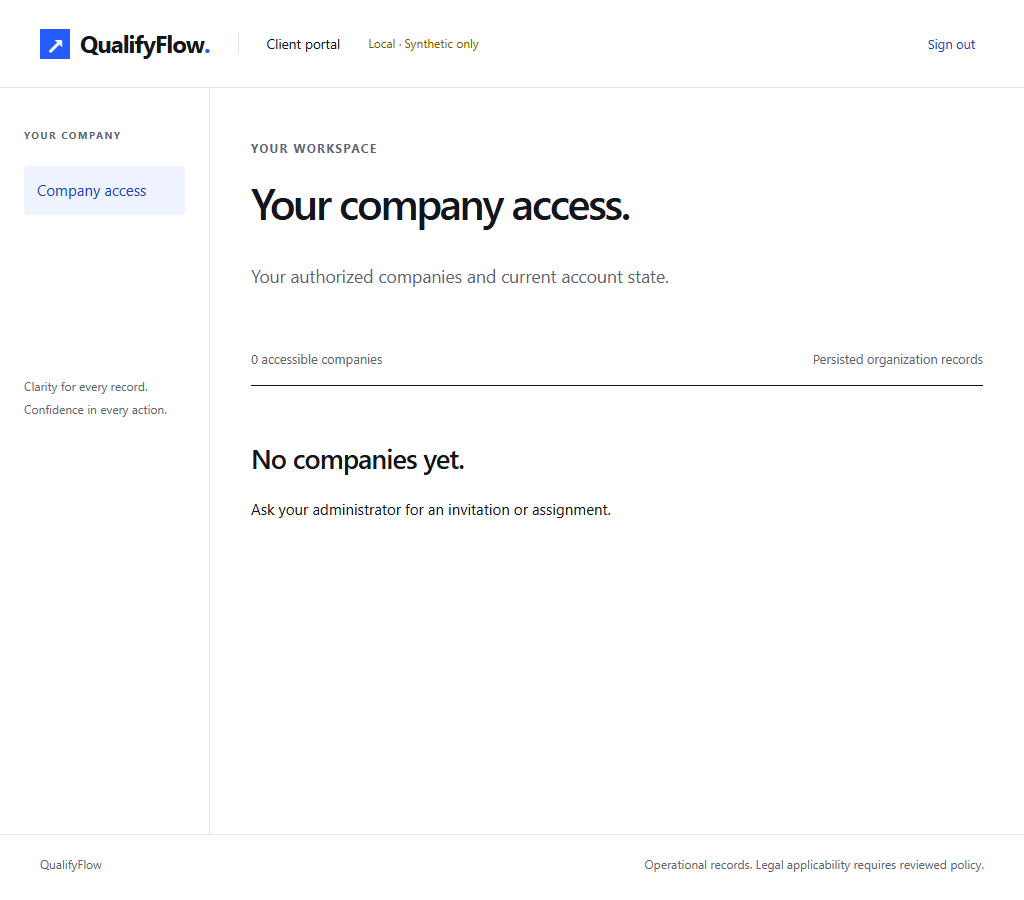 QualifyFlow.
Client portal
Local · Synthetic only
Sign out
YOUR COMPANY
Company access
Clarity for every record.
Confidence in every action.
YOUR WORKSPACE
Your company access.
Your authorized companies and current account state.
0 accessible companies
Persisted organization records
No companies yet.
Ask your administrator for an invitation or assignment.
QualifyFlow
Operational records. Legal applicability requires reviewed policy.